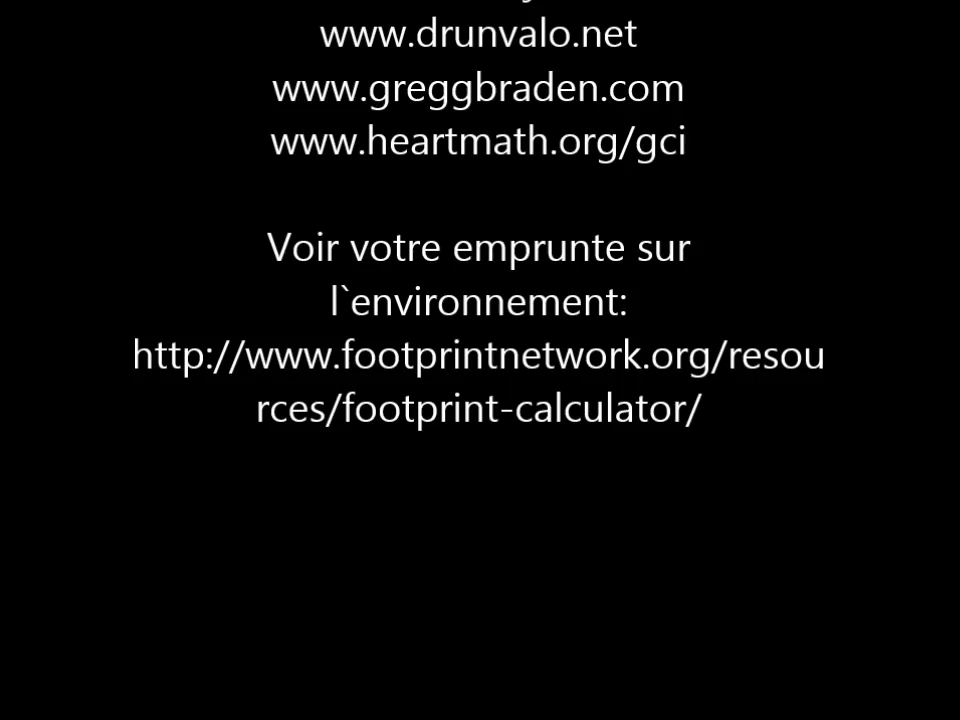 www.drunvalo.net
www.greggbraden.com
www.heartmath.org/gci
Voir votre emprunte sur
l`environnement:
http://www.footprintnetwork.org/resou
rces/footprint-calculator/